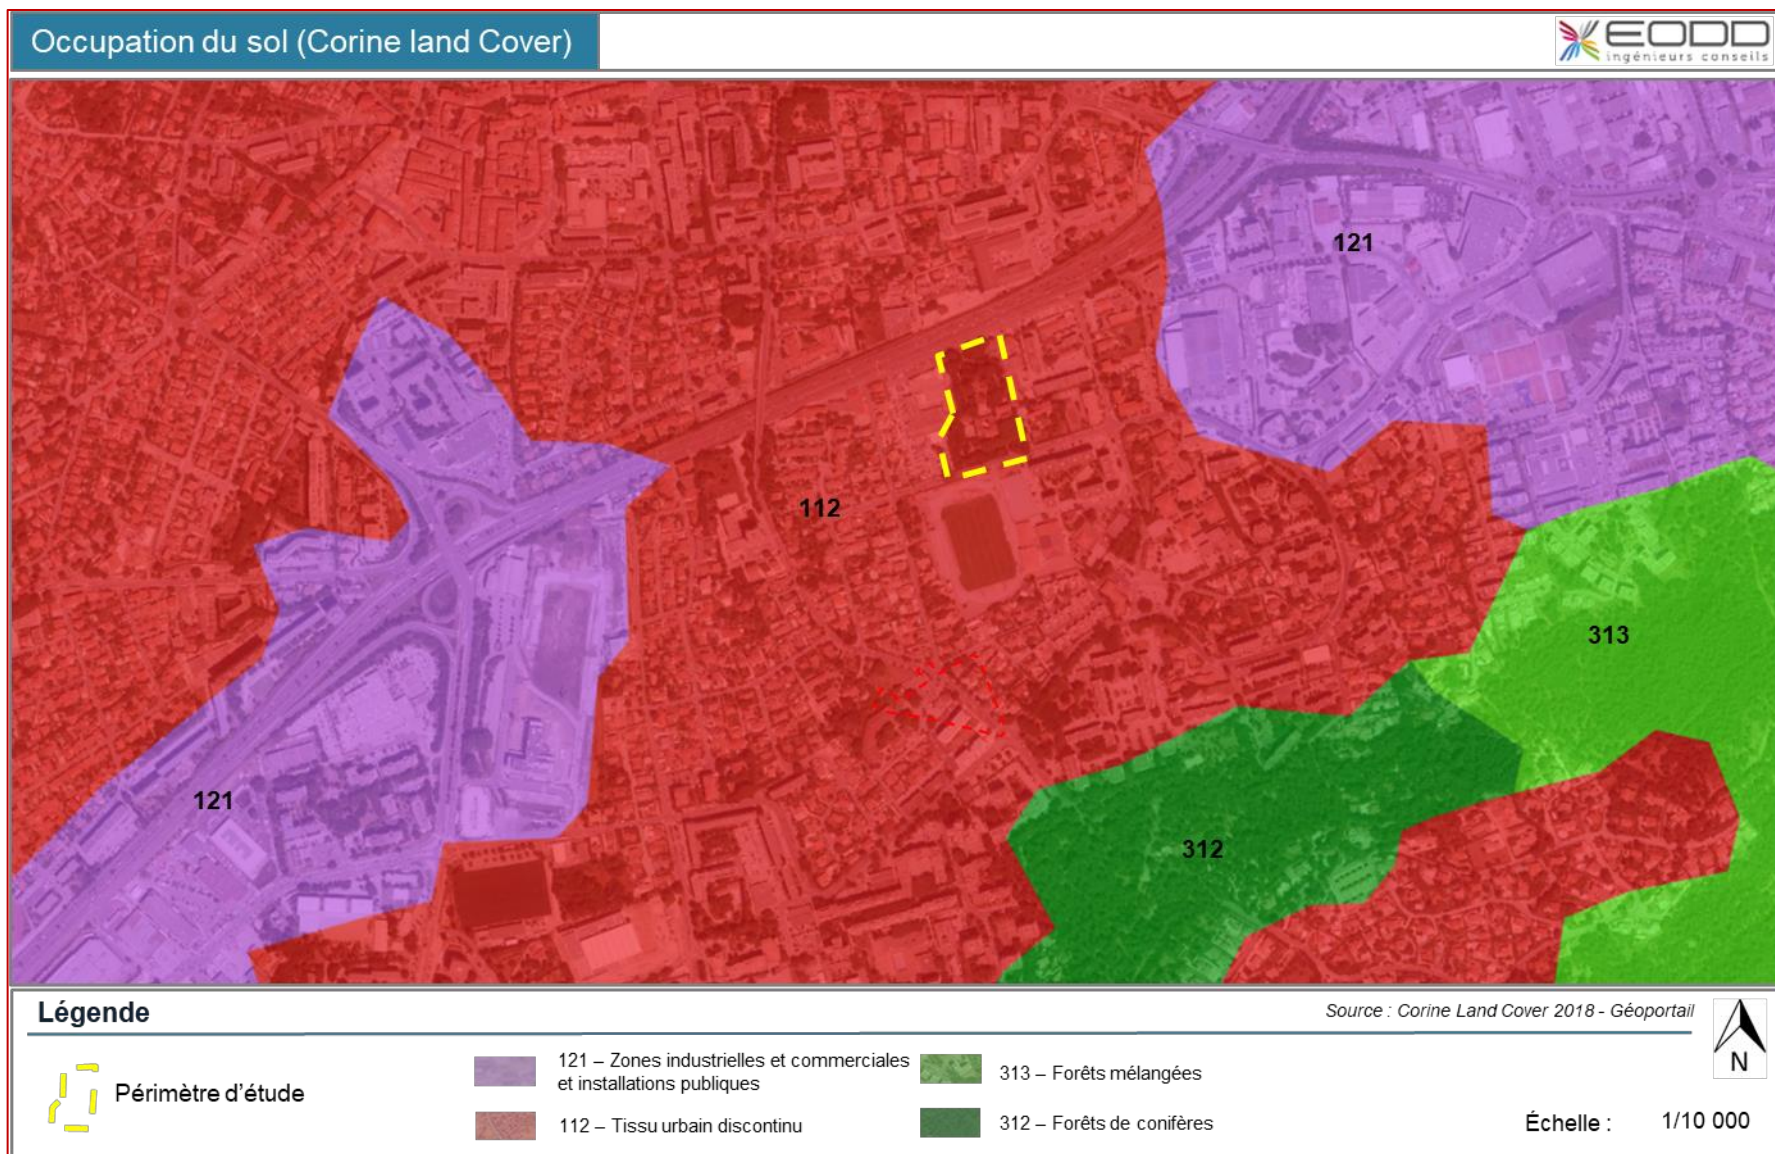 Occupation du sol (Corine land Cover)
EODD
ingénieurs conseils
121
112
313
121
312
Légende
Source : Corine Land Cover 2018 - Géoportail
N
Périmètre d'étude
121 – Zones industrielles et commerciales
et installations publiques
313 – Forêts mélangées
112 – Tissu urbain discontinu
312 – Forêts de conifères
Échelle : 1/10 000